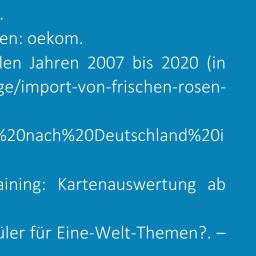 .
en: oekom.
den Jahren 2007 bis 2020 (in
ge/import-von-frischen-rosen-
%20nach%20Deutschland%20i
aining: Kartenauswertung ab
üler für Eine-Welt-Themen?. –